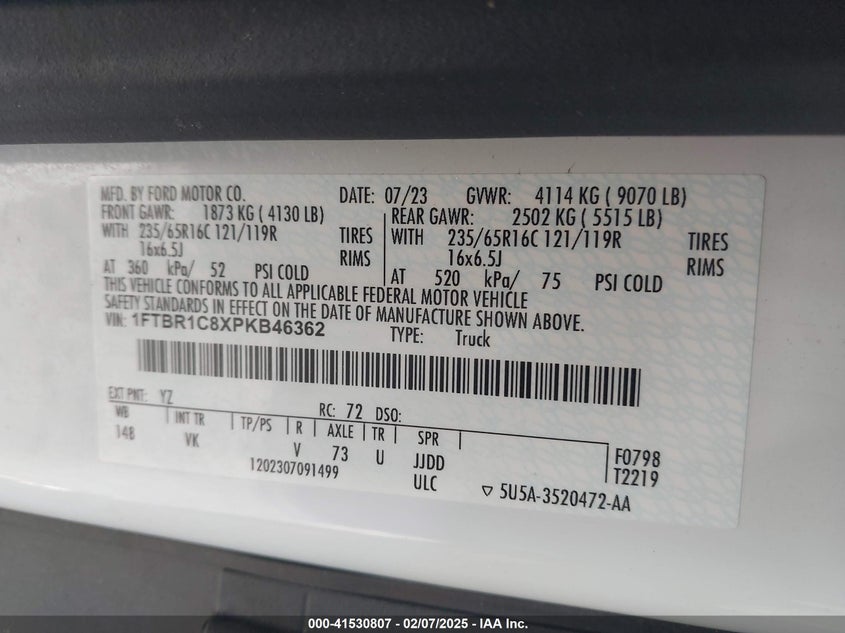 MFD. BY FORD MOTOR CO. DATE: 07/23 GVWR: 4114 KG ( 9070 LB)
FRONT GAWR: 1873 KG ( 4130 LB) REAR GAWR: 2502 KG ( 5515 LB)
WITH 235/65R16C 121/119R TIRES WITH 235/65R16C 121/119R TIRES
16x6.5J RIMS 16x6.5J RIMS
AT 360 kPa/ 52 PSI COLD AT 520 kPa/ 75 PSI COLD
THIS VEHICLE CONFORMS TO ALL APPLICABLE FEDERAL MOTOR VEHICLE
SAFETY STANDARDS IN EFFECT ON THE DATE OF MANUFACTURE SHOWN ABOVE.
VIN: 1FTBR1C8XPKB46362 TYPE: Truck
EXT PNT: YZ RC: 72 DSO:
WB INT TR TP/PS R AXLE TR SPR F0798
148 VK V 73 U JJDD T2219
1202307091499 ULC 5U5A-3520472-AA
000-41530807 - 02/07/2025 - IAA Inc.